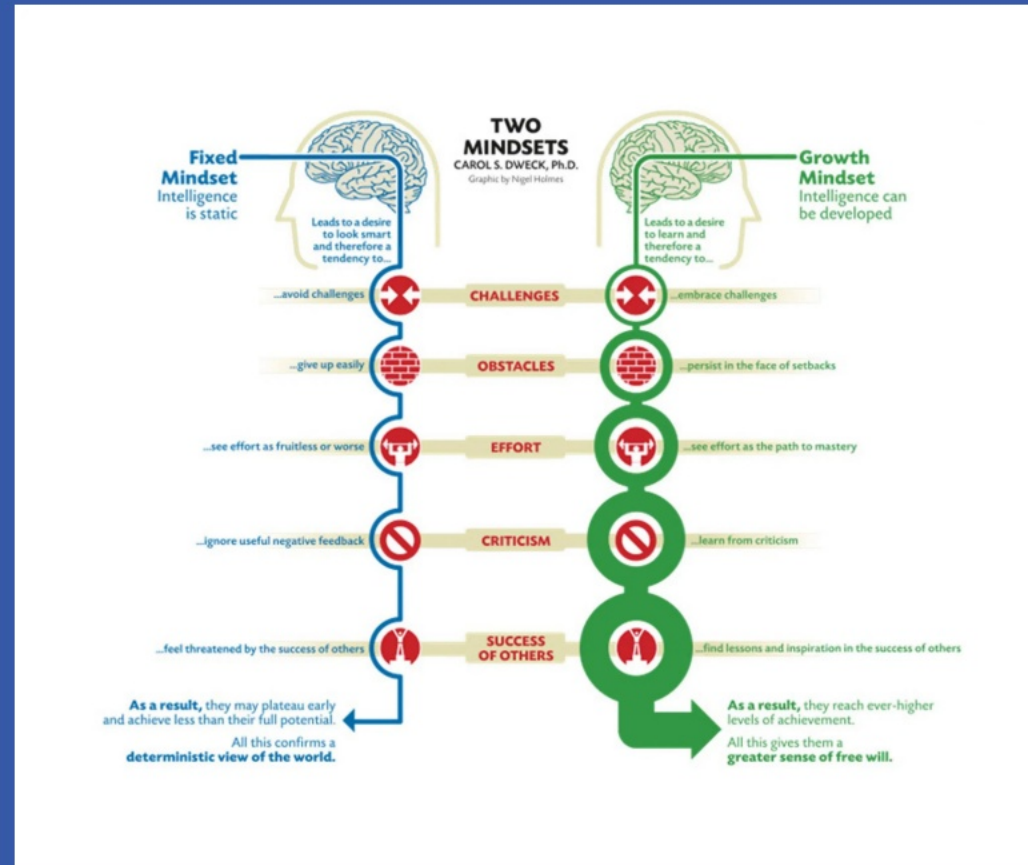 TWO
MINDSETS
CAROL S. DWECK, Ph.D.
Graphic by Nigel Holmes
Fixed
Mindset
Intelligence
is static
Leads to a desire
to look smart
and therefore a
tendency to...
Growth
Mindset
Intelligence can
be developed
Leads to a desire
to learn and
therefore a
tendency to...
...avoid challenges
CHALLENGES
...embrace challenges
...give up easily
OBSTACLES
...persist in the face of setbacks
...see effort as fruitless or worse
EFFORT
...see effort as the path to mastery
...ignore useful negative feedback
CRITICISM
...learn from criticism
...feel threatened by the success of others
SUCCESS
OF OTHERS
...find lessons and inspiration in the success of others
As a result, they may plateau early
and achieve less than their full potential.
All this confirms a
deterministic view of the world.
As a result, they reach ever-higher
levels of achievement.
All this gives them a
greater sense of free will.